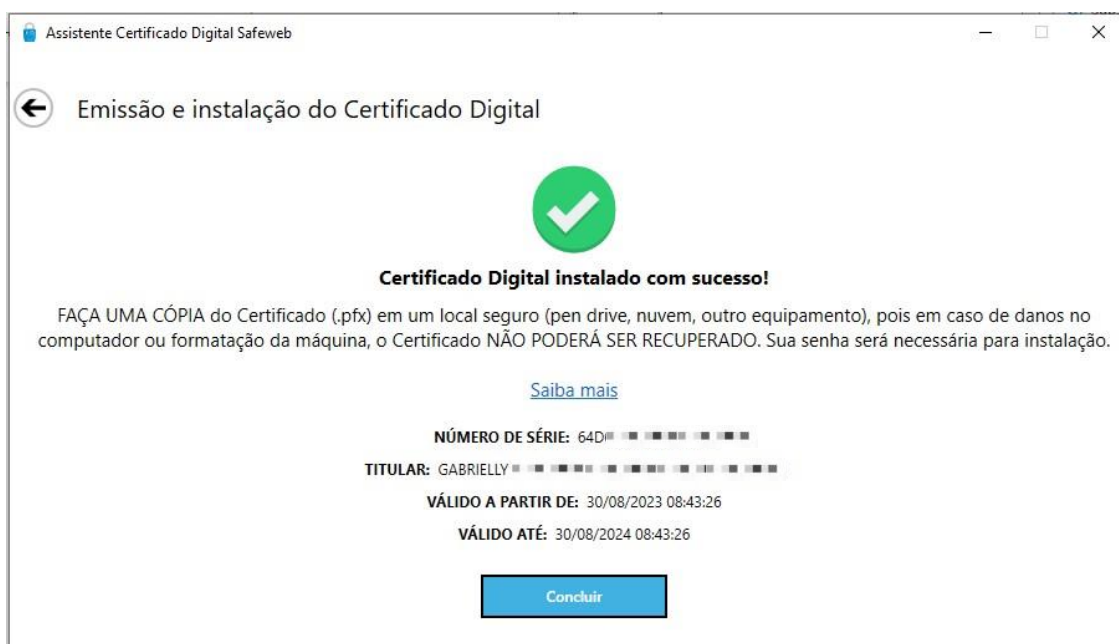 Assistente Certificado Digital Safeweb
Emissão e instalação do Certificado Digital
Certificado Digital instalado com sucesso!
FAÇA UMA CÓPIA do Certificado (.pfx) em um local seguro (pen drive, nuvem, outro equipamento), pois em caso de danos no
computador ou formatação da máquina, o Certificado NÃO PODERÁ SER RECUPERADO. Sua senha será necessária para instalação.
Saiba mais
NÚMERO DE SÉRIE: 64D
TITULAR: GABRIELLY
VÁLIDO A PARTIR DE: 30/08/2023 08:43:26
VÁLIDO ATÉ: 30/08/2024 08:43:26
Concluir